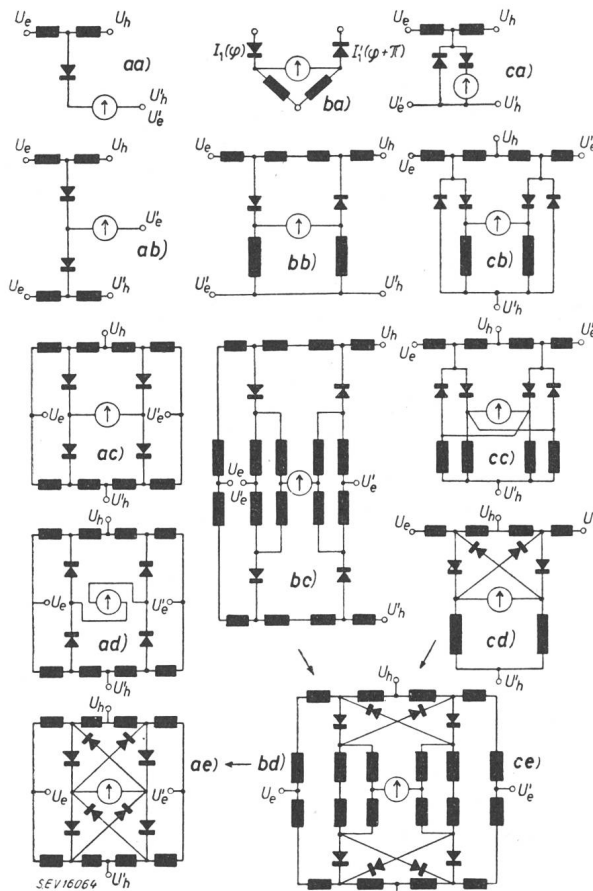 Uₑ Uₕ
aa)
U'ₕ
U'ₑ
I₁(φ) I'₁(φ+π)
ba)
Uₑ Uₕ
ca)
U'ₑ U'ₕ
Uₑ Uₕ
U'ₑ
ab)
Uₑ U'ₕ
Uₑ Uₕ
bb)
U'ₑ U'ₕ
Uₕ
Uₑ U'ₑ
cb)
U'ₕ
Uₕ
Uₑ U'ₑ
ac)
U'ₕ
Uₕ
Uₑ
U'ₑ U'ₑ
bc)
U'ₕ
Uₕ
Uₑ U'ₑ
cc)
U'ₕ
Uₕ
Uₑ U'ₑ
ad)
U'ₕ
Uₑ Uₕ U
cd)
U'ₕ
Uₕ
Uₑ U'ₑ
ae)
U'ₕ
Uₕ
bd) ce)
Uₑ U'ₑ
SEV16064